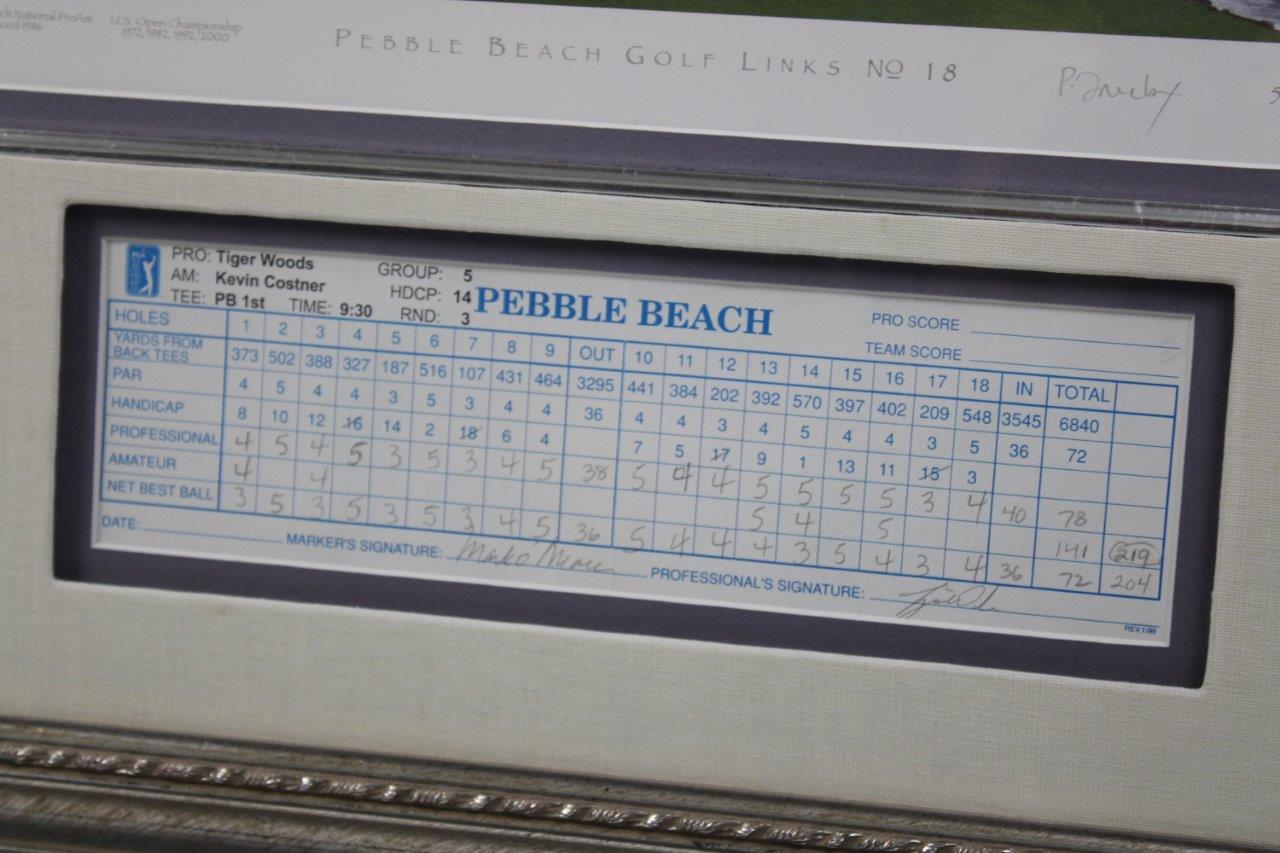 ch National ProAm
nced 1986
U.S. Open Championship
1972, 1982, 1992, 2000
PEBBLE BEACH GOLF LINKS NO 18
5
PGA
PRO: Tiger Woods
AM: Kevin Costner
TEE: PB 1st TIME: 9:30
GROUP: 5
HDCP: 14
RND: 3
PEBBLE BEACH
PRO SCORE
TEAM SCORE
HOLES 1 2 3 4 5 6 7 8 9 OUT 10 11 12 13 14 15 16 17 18 IN TOTAL
YARDS FROM
BACK TEES 373 502 388 327 187 516 107 431 464 3295 441 384 202 392 570 397 402 209 548 3545 6840
PAR 4 5 4 4 3 5 3 4 4 36 4 4 3 4 5 4 4 3 5 36 72
HANDICAP 8 10 12 16 14 2 18 6 4 7 5 17 9 1 13 11 15 3
PROFESSIONAL 4 5 4 5 3 5 3 4 5 38 5 4 4 5 5 5 5 3 4 40 78
AMATEUR 4 4 5 4 5 141 219
NET BEST BALL 3 5 3 5 3 5 3 4 5 36 5 4 4 4 3 5 4 3 4 36 72 204
DATE:
MARKER'S SIGNATURE:
PROFESSIONAL'S SIGNATURE:
REV.1/99